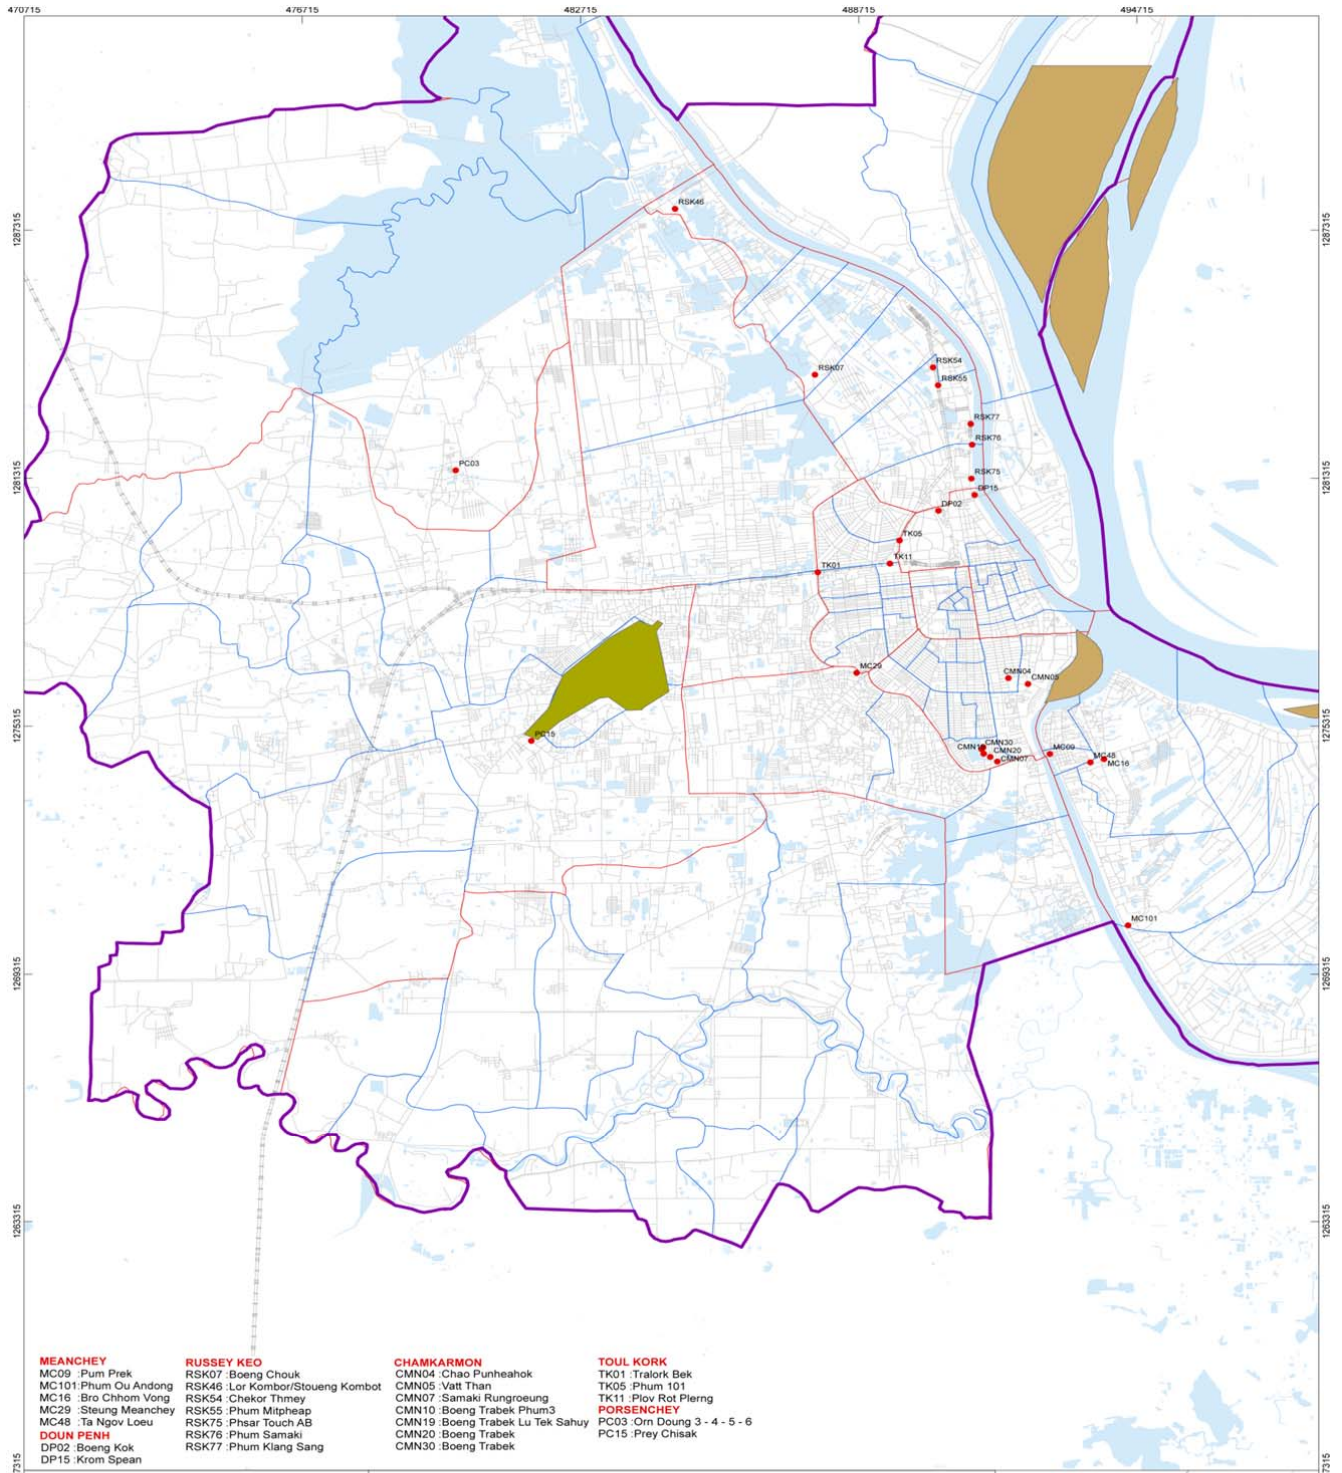 470715 476715 482715 488715 494715
1287315 1287315
RSK46
RSK54
RSK07
RSK55
RSK77
RSK76
PC03
RSK75
1281315 1281315
DP15
DP02
TK05
TK11
TK01
MC29
CMN04
CMN05
1275315 1275315
PC15
CMN30
CMN20
CMN07
MC09
MC48
MC16
MC101
1269315 1269315
1263315 1263315
MEANCHEY
MC09 :Pum Prek
MC101:Phum Ou Andong
MC16 :Bro Chhom Vong
MC29 :Steung Meanchey
MC48 :Ta Ngov Loeu
DOUN PENH
DP02 :Boeng Kok
DP15 :Krom Spean
RUSSEY KEO
RSK07 :Boeng Chouk
RSK46 :Lor Kombor/Stoueng Kombot
RSK54 :Chekor Thmey
RSK55 :Phum Mitpheap
RSK75 :Phsar Touch AB
RSK76 :Phum Samaki
RSK77 :Phum Klang Sang
CHAMKARMON
CMN04 :Chao Punheahok
CMN05 :Vatt Than
CMN07 :Samaki Rungroeung
CMN10 :Boeng Trabek Phum3
CMN19 :Boeng Trabek Lu Tek Sahuy
CMN20 :Boeng Trabek
CMN30 :Boeng Trabek
TOUL KORK
TK01 :Tralork Bek
TK05 :Phum 101
TK11 :Plov Rot Plerng
PORSENCHEY
PC03 :Orn Doung 3 - 4 - 5 - 6
PC15 :Prey Chisak
7315 7315